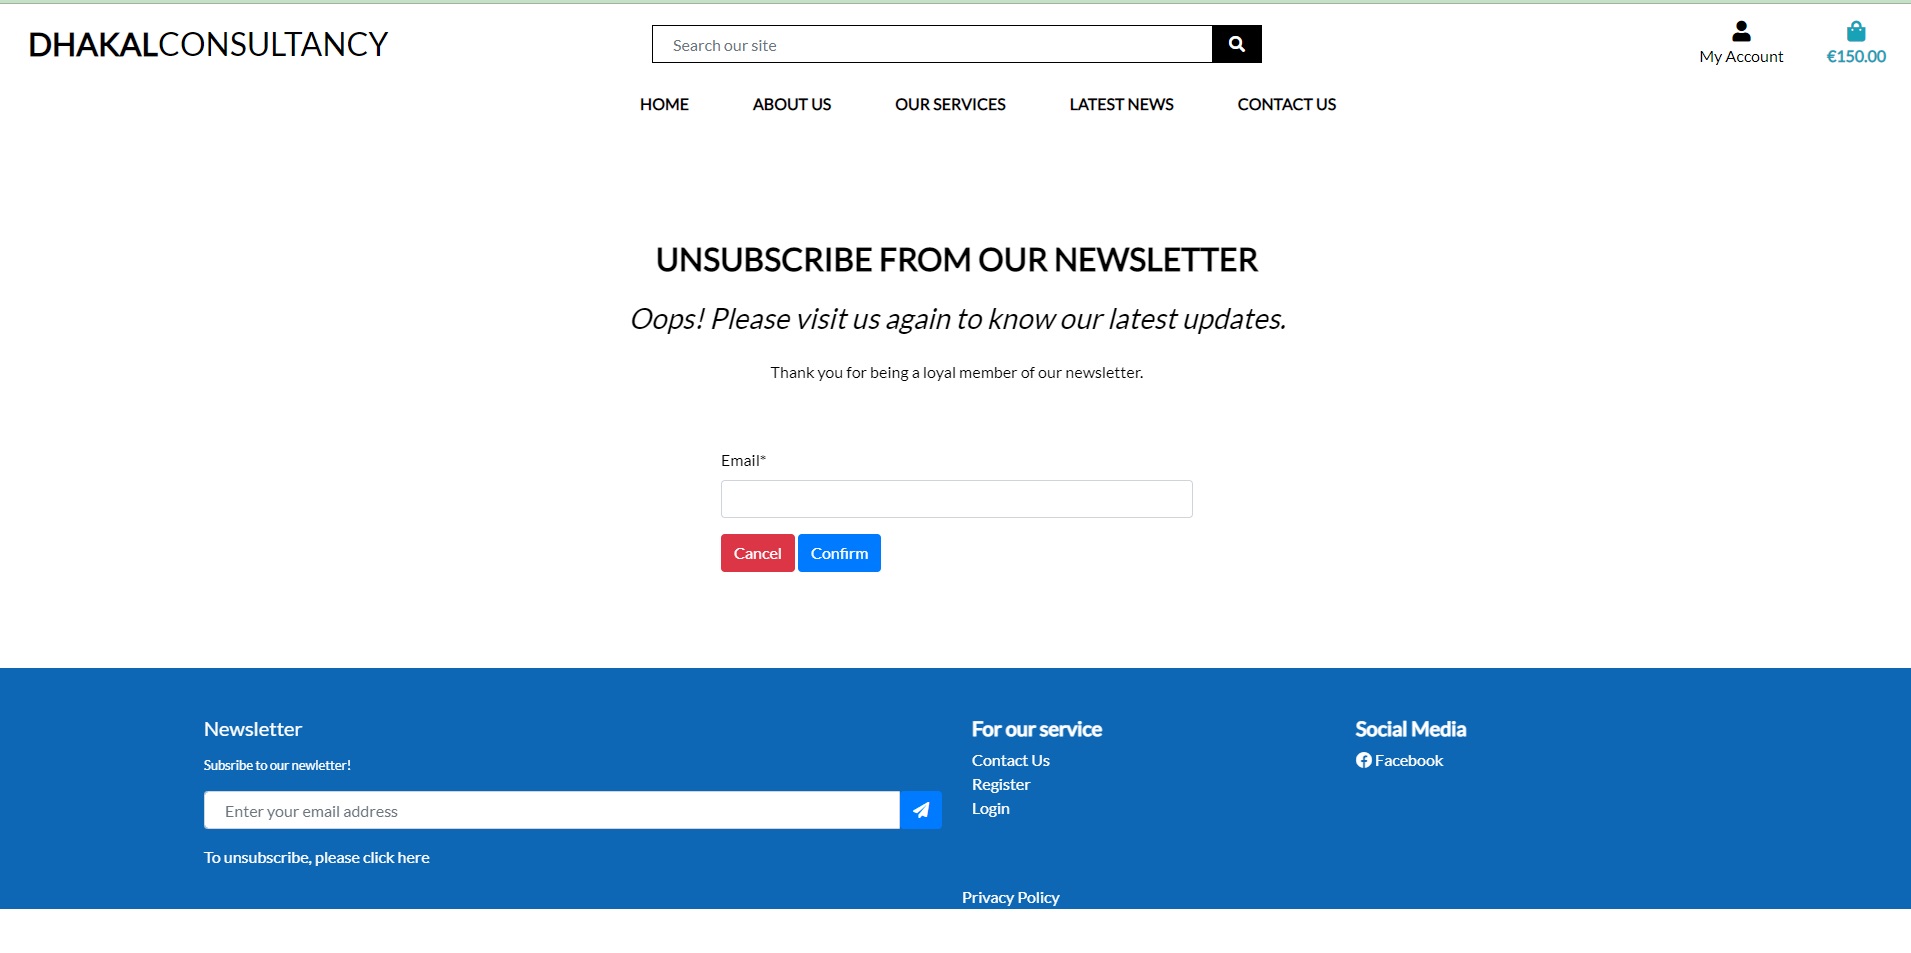 DHAKALCONSULTANCY
Search our site
My Account
€150.00
HOME ABOUT US OUR SERVICES LATEST NEWS CONTACT US
UNSUBSCRIBE FROM OUR NEWSLETTER
Oops! Please visit us again to know our latest updates.
Thank you for being a loyal member of our newsletter.
Email*
Cancel Confirm
Newsletter
Subsribe to our newletter!
Enter your email address
To unsubscribe, please click here
For our service
Contact Us
Register
Login
Social Media
Facebook
Privacy Policy